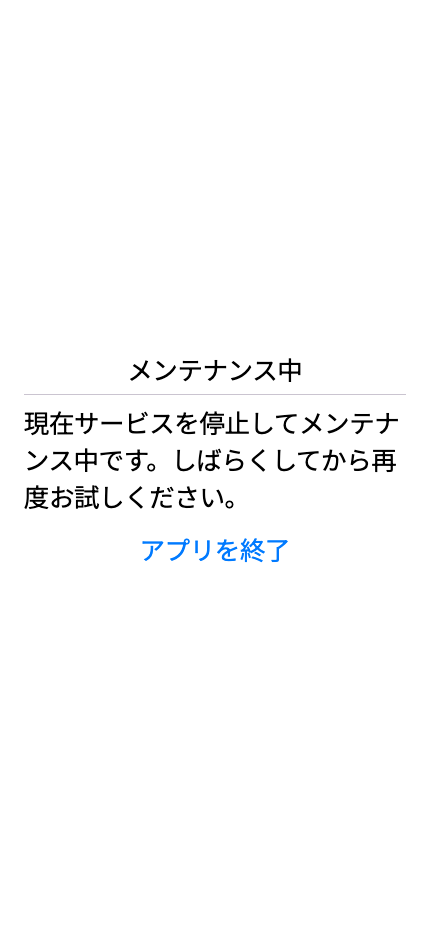 メンテナンス中
現在サービスを停止してメンテナ
ンス中です。しばらくしてから再
度お試しください。
アプリを終了